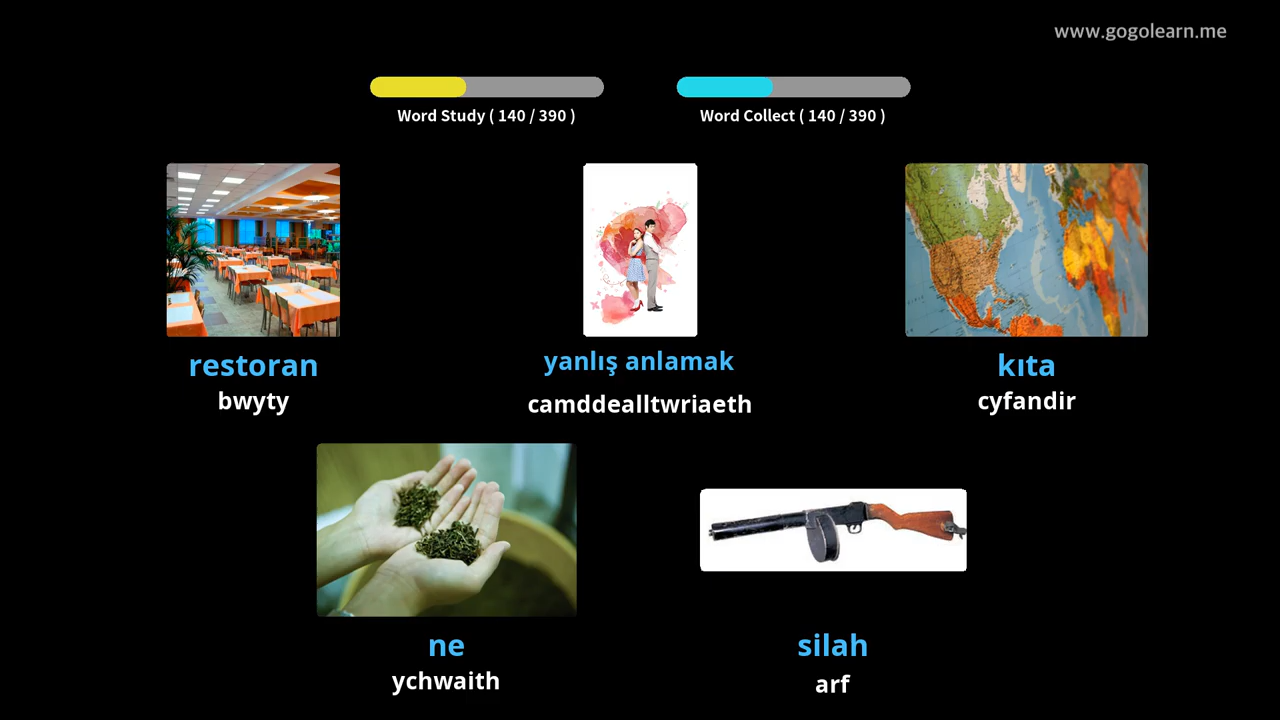 www.gogolearn.me
Word Study ( 140 / 390 )
Word Collect ( 140 / 390 )
restoran
bwyty
yanlış anlamak
camddealltwriaeth
kıta
cyfandir
ne
ychwaith
silah
arf